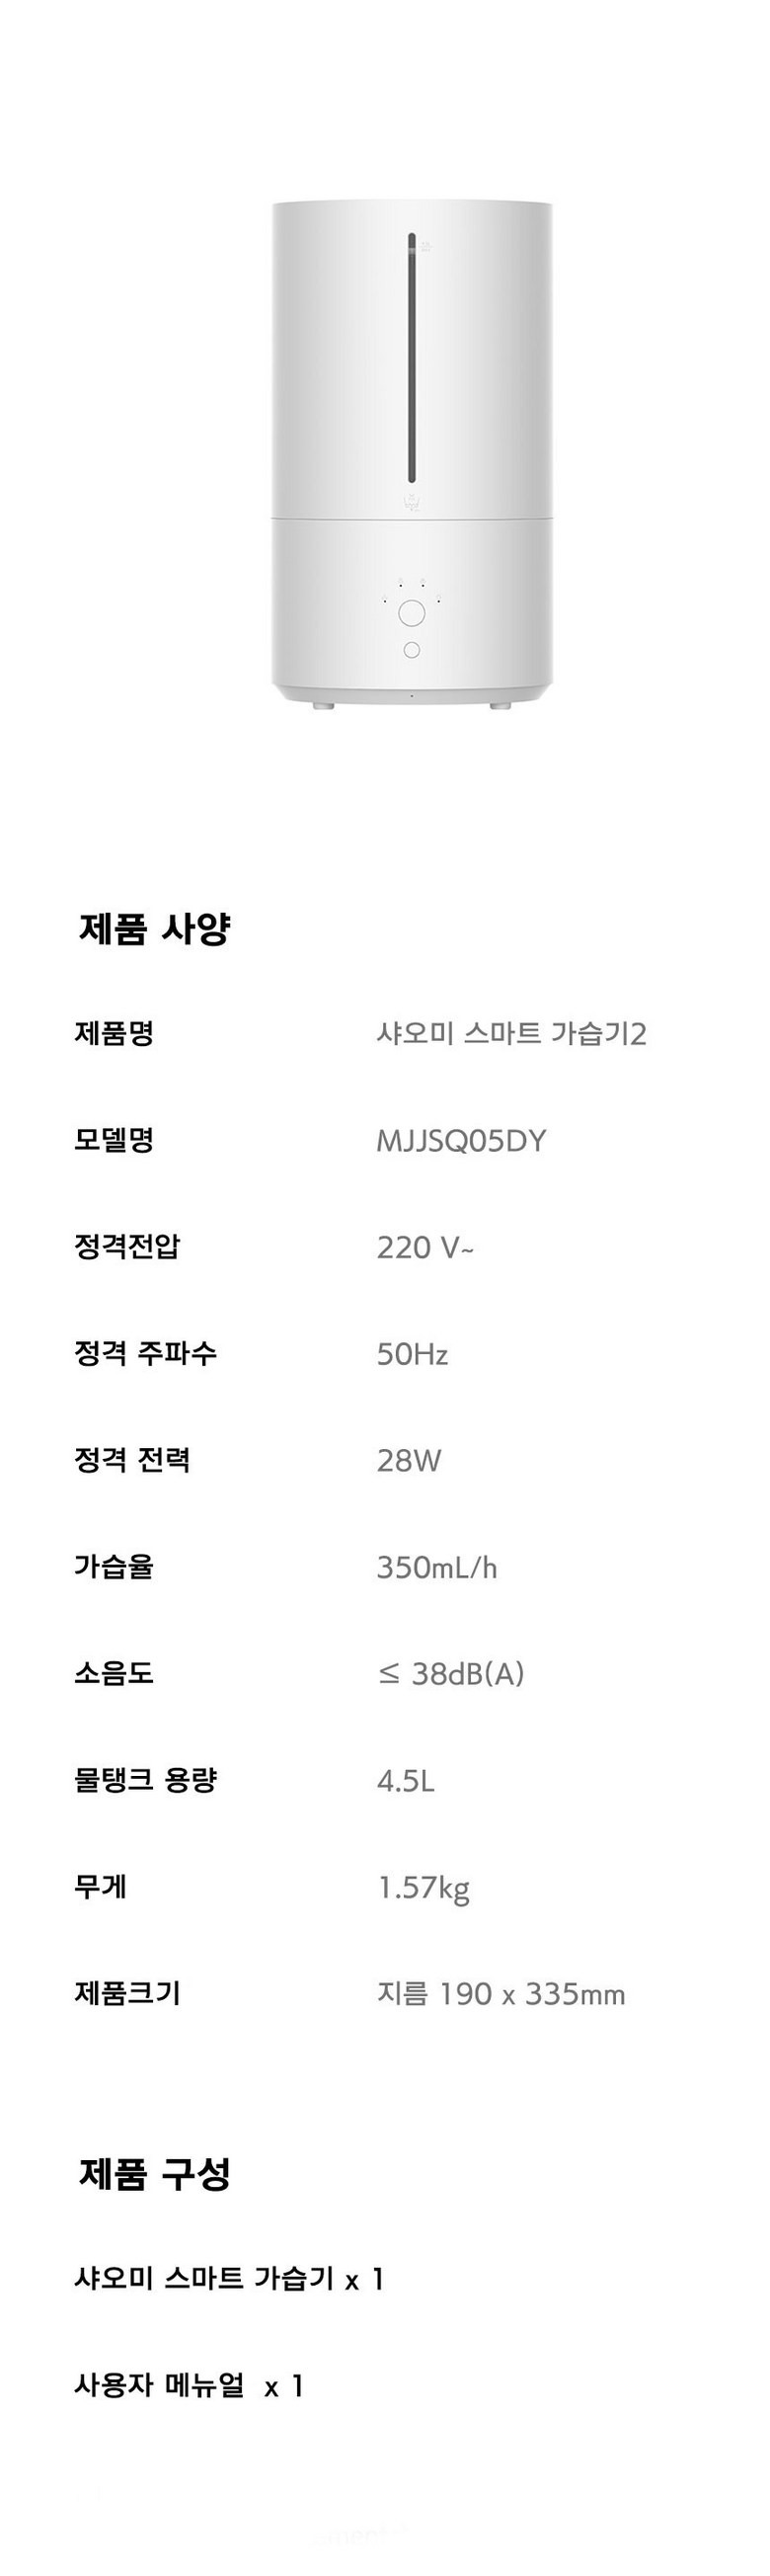 제품 사양
제품명 샤오미 스마트 가습기2
모델명 MJJSQ05DY
정격전압 220 V~
정격 주파수 50Hz
정격 전력 28W
가습율 350mL/h
소음도 ≤ 38dB(A)
물탱크 용량 4.5L
무게 1.57kg
제품크기 지름 190 x 335mm
제품 구성
샤오미 스마트 가습기 x 1
사용자 메뉴얼 x 1